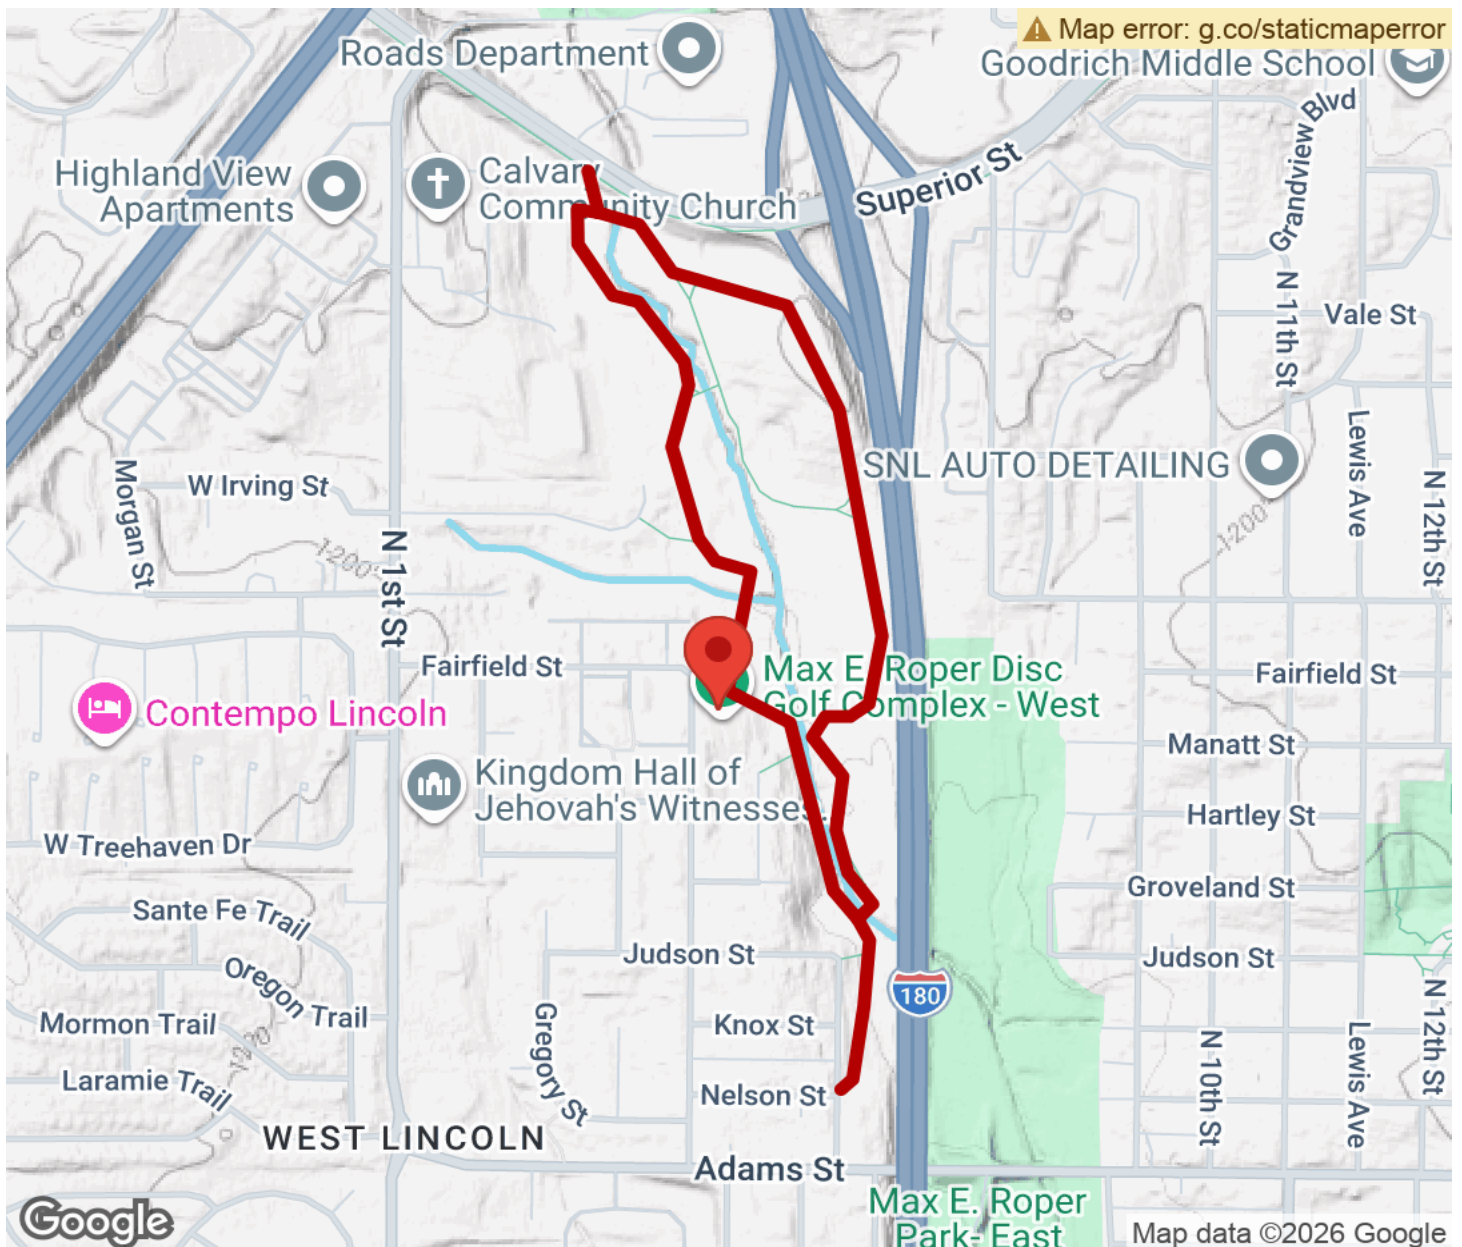 Map error: g.co/staticmaperror
Roads Department
Goodrich Middle School
Grandview Blvd
Highland View
Apartments
Calvary
Community Church
Superior St
N 11th St
Vale St
SNL AUTO DETAILING
Lewis Ave
N 12th St
W Irving St
Morgan St
1200
1200
N 1st St
Fairfield St
Max E. Roper Disc
Golf Complex - West
Fairfield St
Contempo Lincoln
Manatt St
Kingdom Hall of
Jehovah's Witnesses.
Hartley St
W Treehaven Dr
Groveland St
Sante Fe Trail
Judson St
Judson St
Oregon Trail
180
N 12th St
Mormon Trail
1200
Gregory St
Knox St
N 10th St
Lewis Ave
Laramie Trail
Nelson St
WEST LINCOLN
Adams St
Max E. Roper
Park- East
Google
Map data ©2026 Google